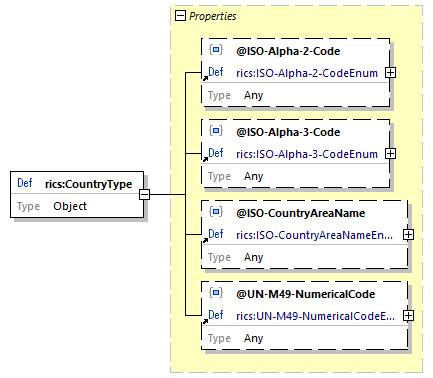 Properties
@ISO-Alpha-2-Code
Def rics:ISO-Alpha-2-CodeEnum
Type Any
@ISO-Alpha-3-Code
Def rics:ISO-Alpha-3-CodeEnum
Type Any
Def rics:CountryType
Type Object
@ISO-CountryAreaName
Def rics:ISO-CountryAreaNameEn...
Type Any
@UN-M49-NumericalCode
Def rics:UN-M49-NumericalCodeE...
Type Any